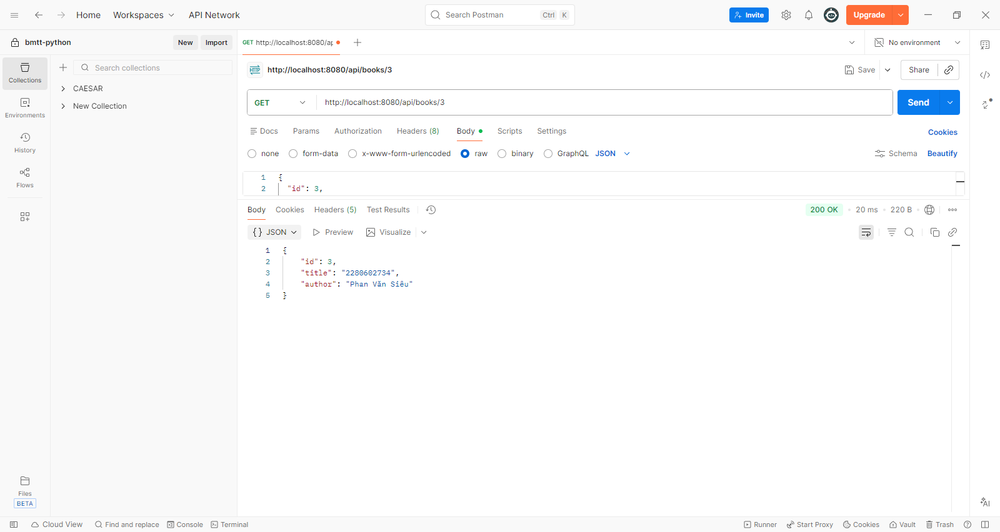 Home Workspaces API Network Search Postman Ctrl K Invite Upgrade
bmtt-python New Import GET http://localhost:8080/ap No environment
Collections
Search collections
CAESAR
New Collection
Environments
History
Flows
Files
BETA
HTTP http://localhost:8080/api/books/3 Save Share
GET http://localhost:8080/api/books/3 Send
Docs Params Authorization Headers (8) Body Scripts Settings Cookies
none form-data x-www-form-urlencoded raw binary GraphQL JSON Schema Beautify
1 {
2 "id": 3,
Body Cookies Headers (5) Test Results 200 OK 20 ms 220 B
{} JSON Preview Visualize
1 {
2 "id": 3,
3 "title": "2280602734",
4 "author": "Phan Văn Siêu"
5 }
AI
Cloud View Find and replace Console Terminal Runner Start Proxy Cookies Vault Trash